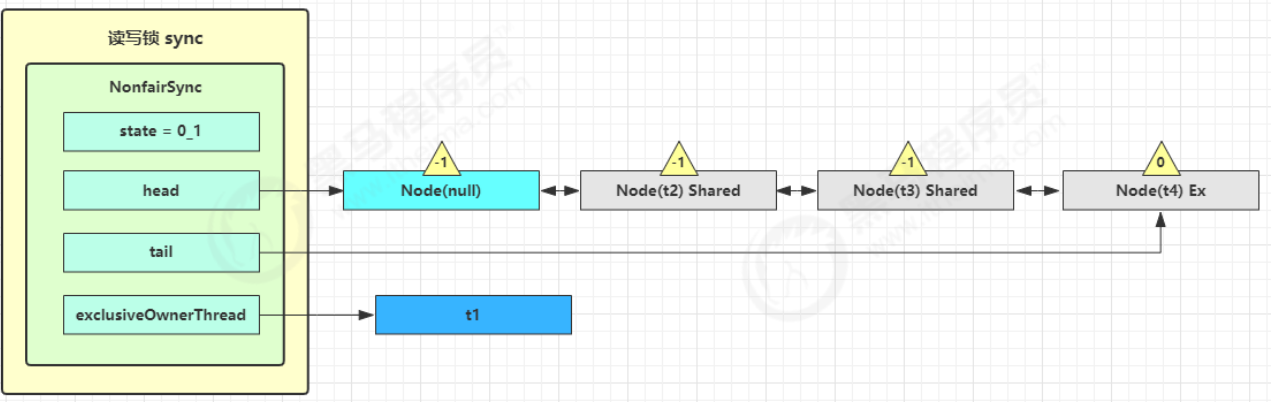 读写锁 sync
NonfairSync
state = 0_1
head
tail
exclusiveOwnerThread
-1
Node(null)
-1
Node(t2) Shared
-1
Node(t3) Shared
0
Node(t4) Ex
t1
黑马程序员
www.itheima.com
黑马程序员
www.itheima.com